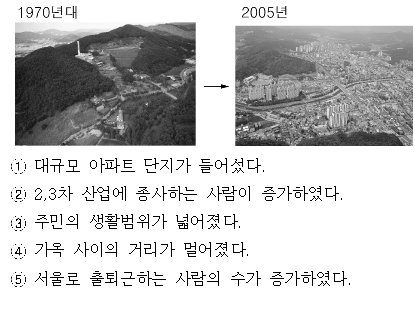 1970년대
2005년
① 대규모 아파트 단지가 들어섰다.
② 2,3차 산업에 종사하는 사람이 증가하였다.
③ 주민의 생활범위가 넓어졌다.
④ 가옥 사이의 거리가 멀어졌다.
⑤ 서울로 출퇴근하는 사람의 수가 증가하였다.